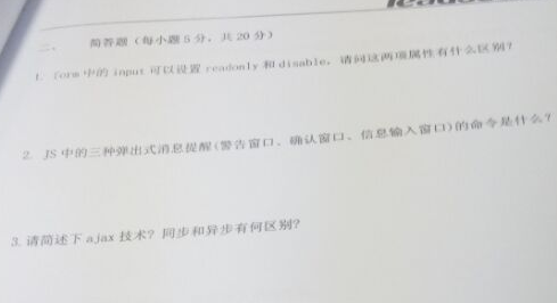 二、 简答题（每小题 5 分，共 20 分）
1. form 中的 input 可以设置 readonly 和 disable，请问这两项属性有什么区别？
2. JS 中的三种弹出式消息提醒（警告窗口、确认窗口、信息输入窗口）的命令是什么？
3. 请简述下 ajax 技术？同步和异步有何区别？